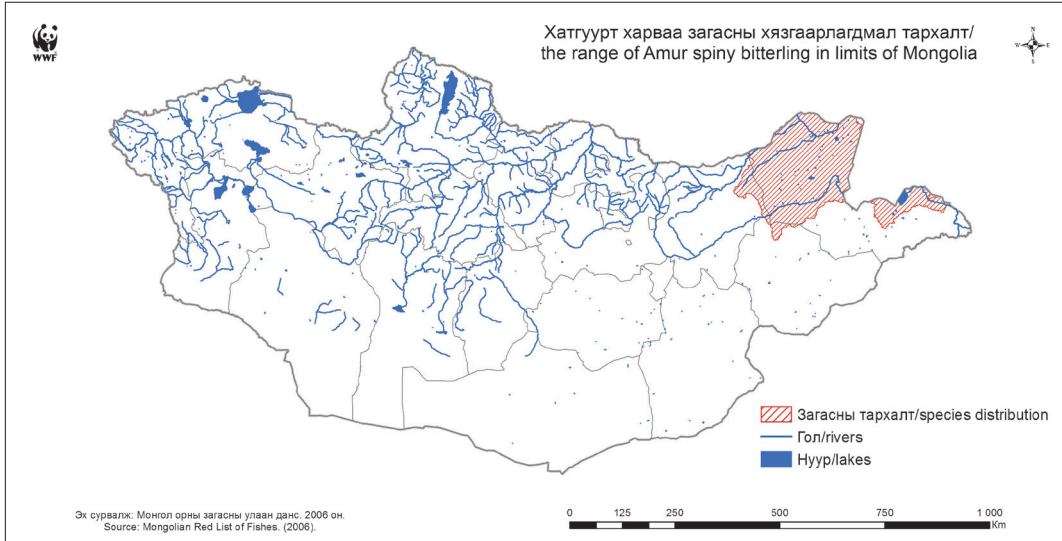 WWF
Хатгуурт харваа загасны хязгаарлагдмал тархалт/
the range of Amur spiny bitterling in limits of Mongolia
N
W E
S
Загасны тархалт/species distribution
Гол/rivers
Нуур/lakes
Эх сурвалж: Монгол орны загасны улаан данс. 2006 он.
Source: Mongolian Red List of Fishes. (2006).
0 125 250 500 750 1 000
Km